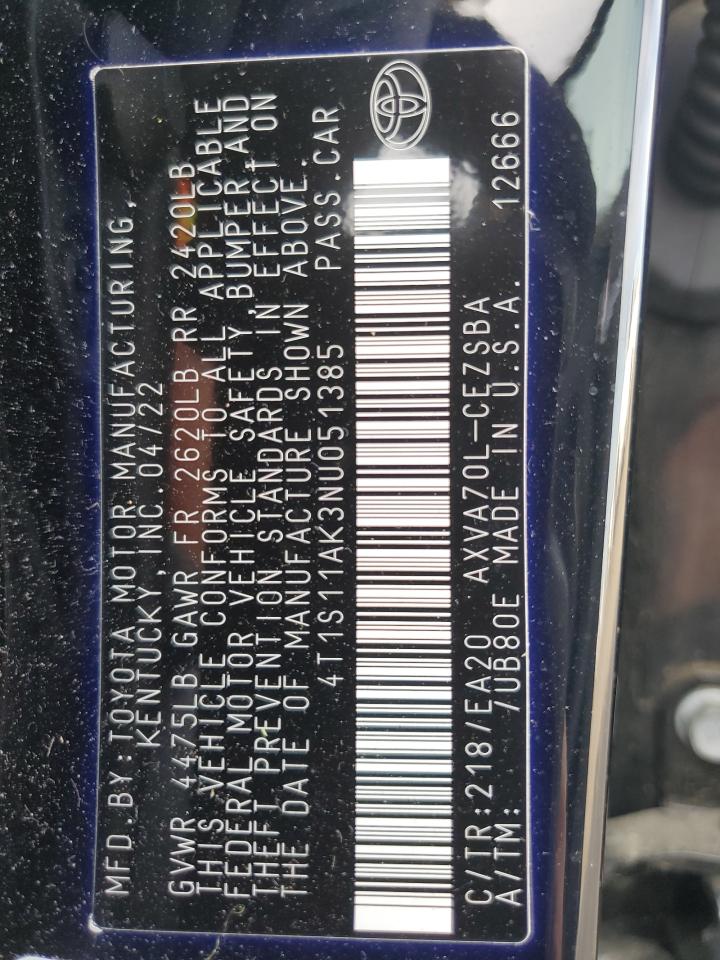 MFD.BY:TOYOTA MOTOR MANUFACTURING,
KENTUCKY,INC.04/22
GVWR 4475LB GAWR FR 2620LB RR 2420LB
THIS VEHICLE CONFORMS TO ALL APPLICABLE
FEDERAL MOTOR VEHICLE SAFETY,BUMPER,AND
THEFT PREVENTION STANDARDS IN EFFECT ON
THE DATE OF MANUFACTURE SHOWN ABOVE.
4T1S11AK3NU051385 PASS.CAR
C/TR:218/EA20 AXVA70L-CEZSBA
A/TM: /UB80E MADE IN U.S.A. 12666